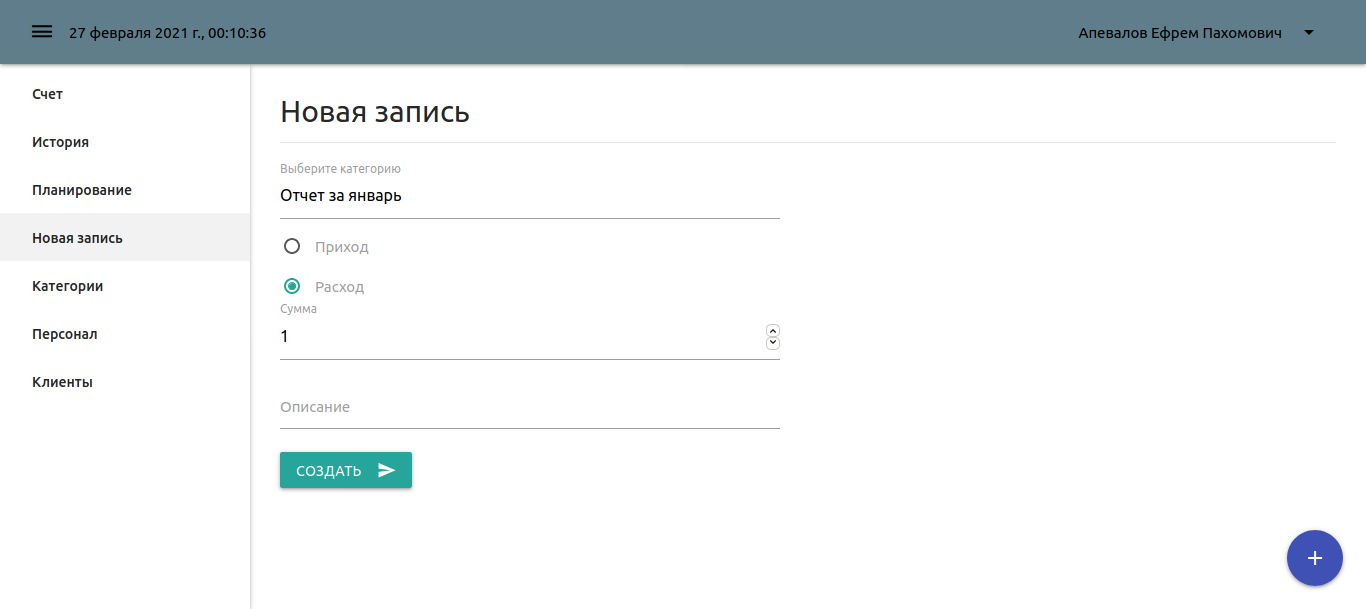 27 февраля 2021 г., 00:10:36
Апевалов Ефрем Пахомович
Счет
История
Планирование
Новая запись
Категории
Персонал
Клиенты
Новая запись
Выберите категорию
Отчет за январь
Приход
Расход
Сумма
1
Описание
СОЗДАТЬ